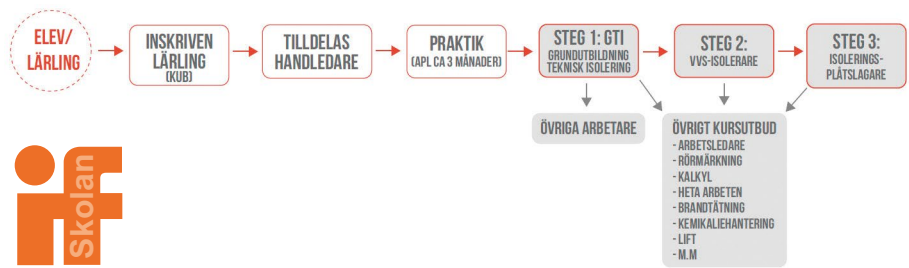 ELEV/
LÄRLING
INSKRIVEN
LÄRLING
(KUB)
TILLDELAS
HANDLEDARE
PRAKTIK
(APL CA 3 MÅNADER)
STEG 1: GTI
GRUNDUTBILDNING
TEKNISK ISOLERING
STEG 2:
VVS-ISOLERARE
STEG 3:
ISOLERINGS-
PLÅTSLAGARE
ÖVRIGA ARBETARE
ÖVRIGT KURSUTBUD
- ARBETSLEDARE
- RÖRMÄRKNING
- KALKYL
- HETA ARBETEN
- BRANDTÄTNING
- KEMIKALIEHANTERING
- LIFT
- M.M
if
Skolan